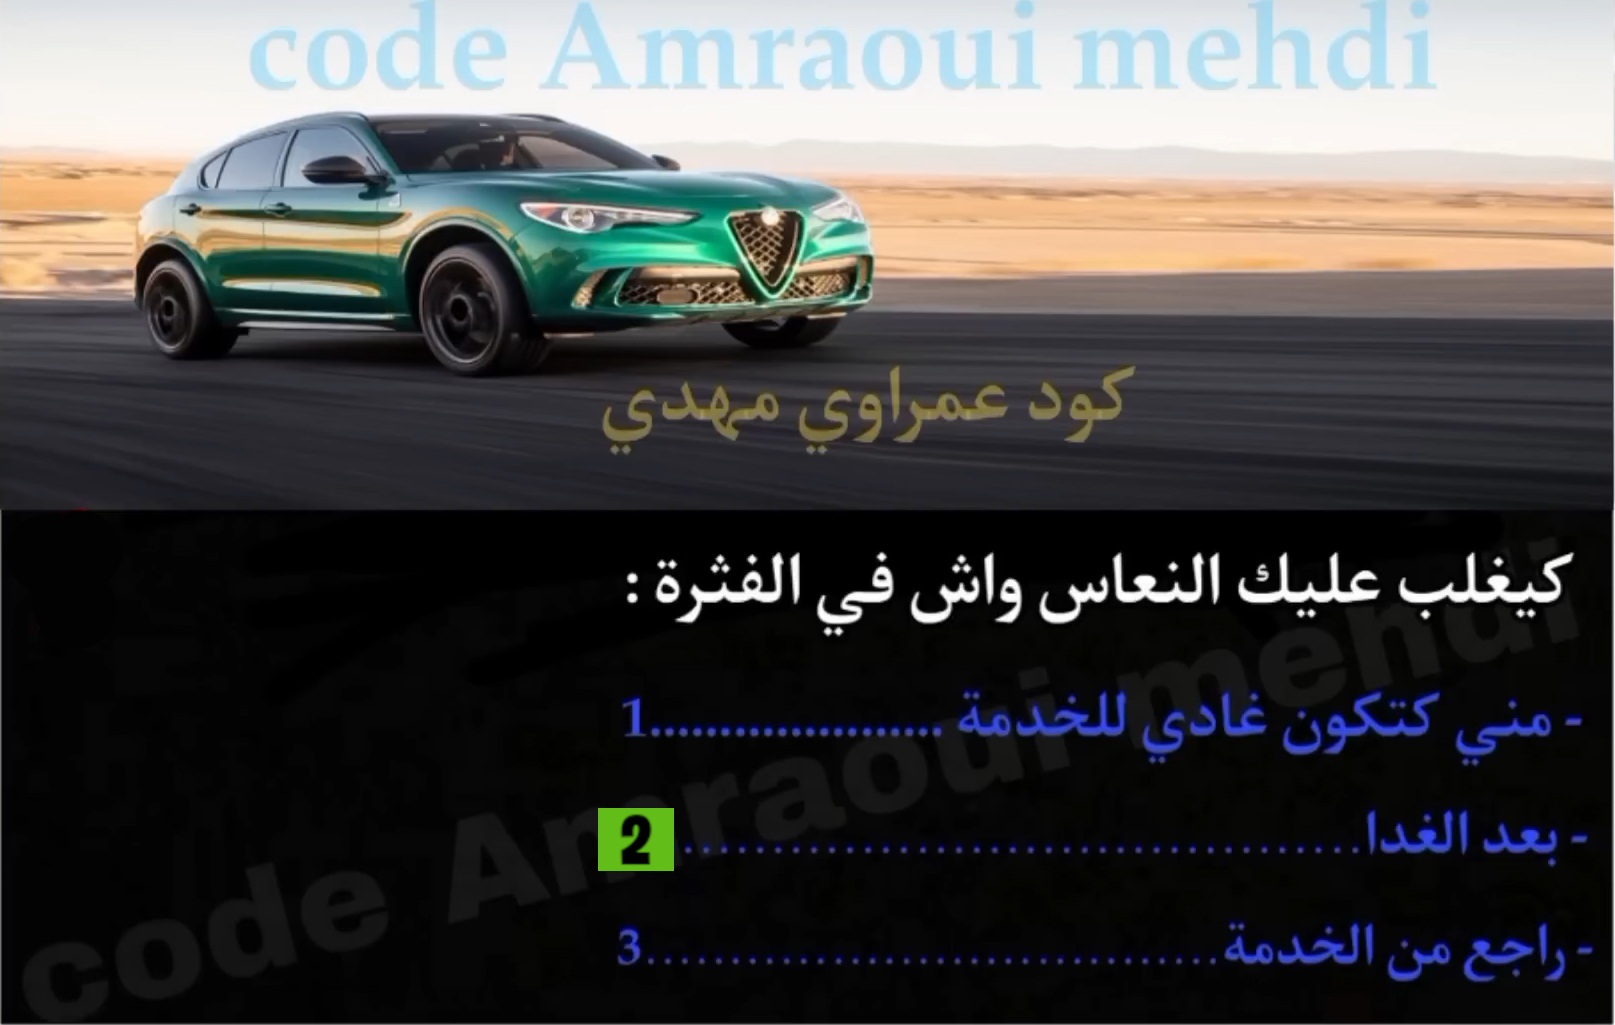 code Amraoui mehdi
كود عمراوي مهدي
كيغلب عليك النعاس واش في الفثرة :
- مني كتكون غادي للخدمة .....................1
- بعد الغدا.......................................2
- راجع من الخدمة.................................3
code Amraoui mehdi